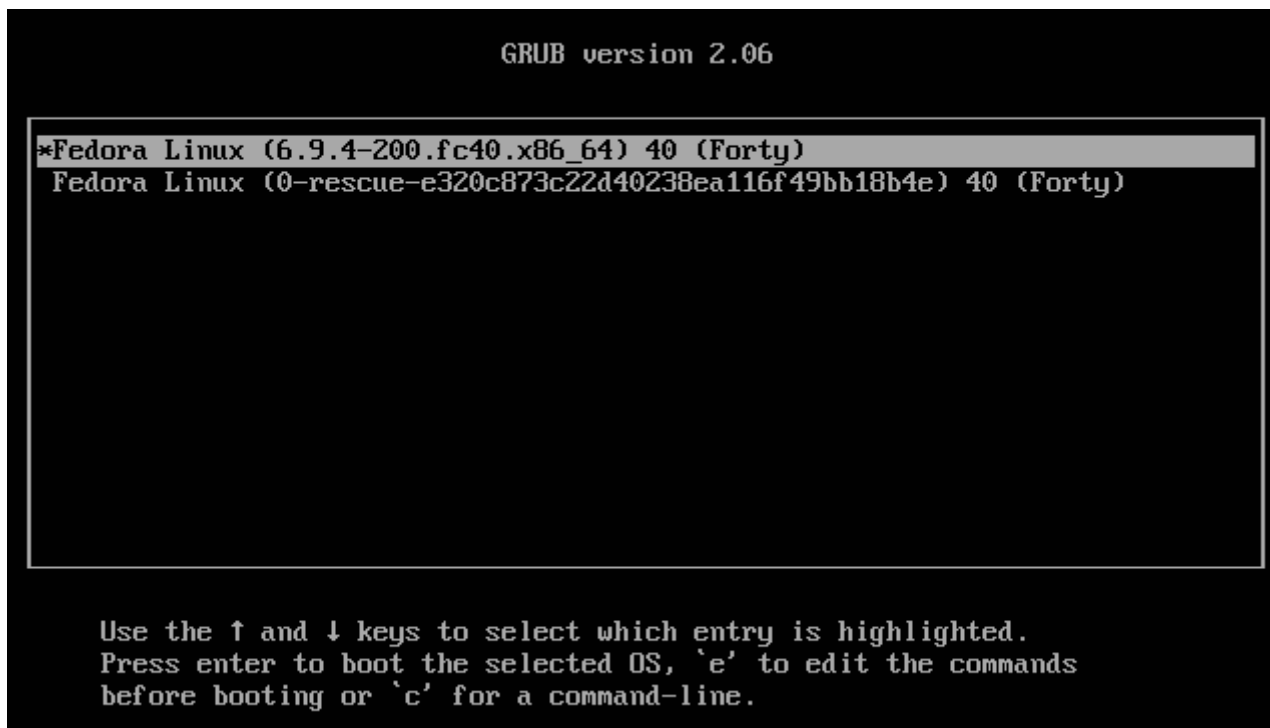 GRUB version 2.06
*Fedora Linux (6.9.4-200.fc40.x86_64) 40 (Forty)
Fedora Linux (0-rescue-e320c873c22d40238ea116f49bb18b4e) 40 (Forty)
Use the ↑ and ↓ keys to select which entry is highlighted.
Press enter to boot the selected OS, `e' to edit the commands
before booting or `c' for a command-line.